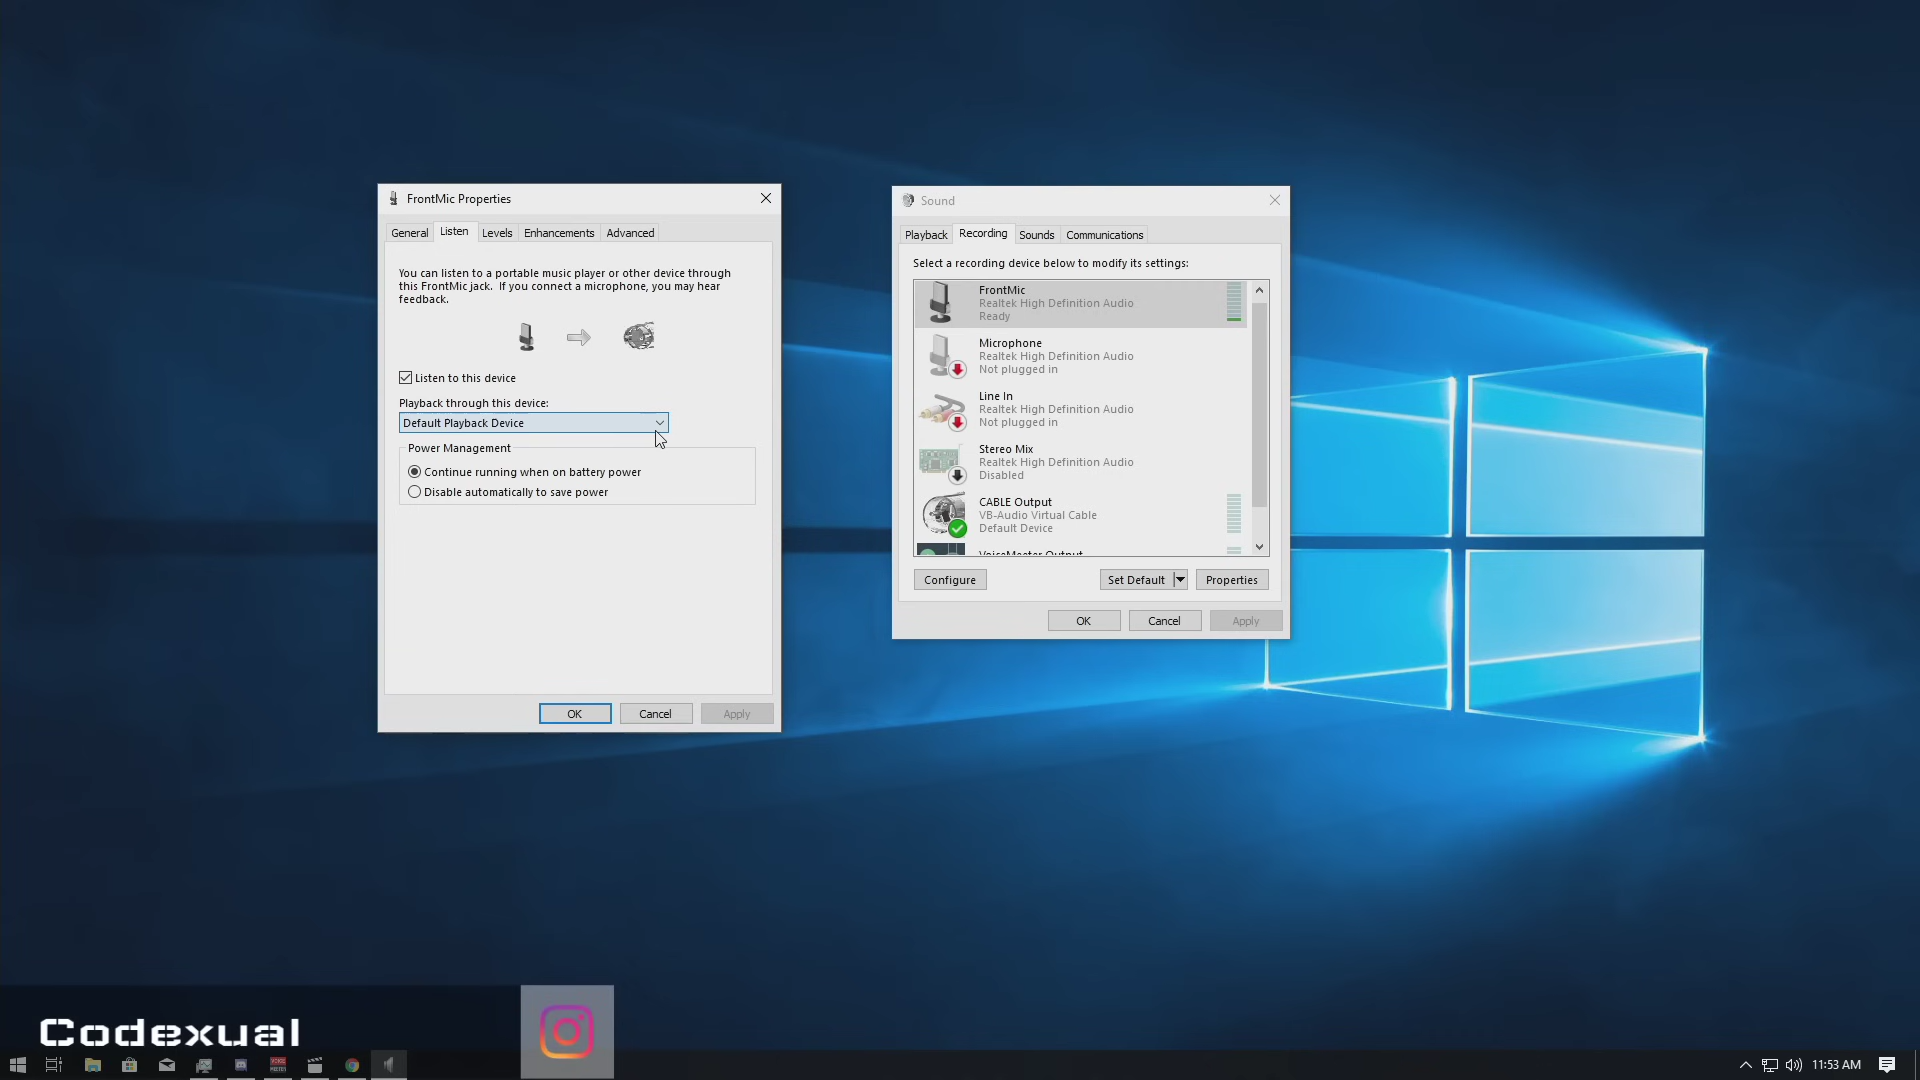 FrontMic Properties
General Listen Levels Enhancements Advanced
You can listen to a portable music player or other device through
this FrontMic jack. If you connect a microphone, you may hear
feedback.
Listen to this device
Playback through this device:
Default Playback Device
Power Management
Continue running when on battery power
Disable automatically to save power
OK Cancel Apply
Sound
Playback Recording Sounds Communications
Select a recording device below to modify its settings:
FrontMic
Realtek High Definition Audio
Ready
Microphone
Realtek High Definition Audio
Not plugged in
Line In
Realtek High Definition Audio
Not plugged in
Stereo Mix
Realtek High Definition Audio
Disabled
CABLE Output
VB-Audio Virtual Cable
Default Device
VoiceMeeter Output
Configure Set Default Properties
OK Cancel Apply
Codexual
11:53 AM